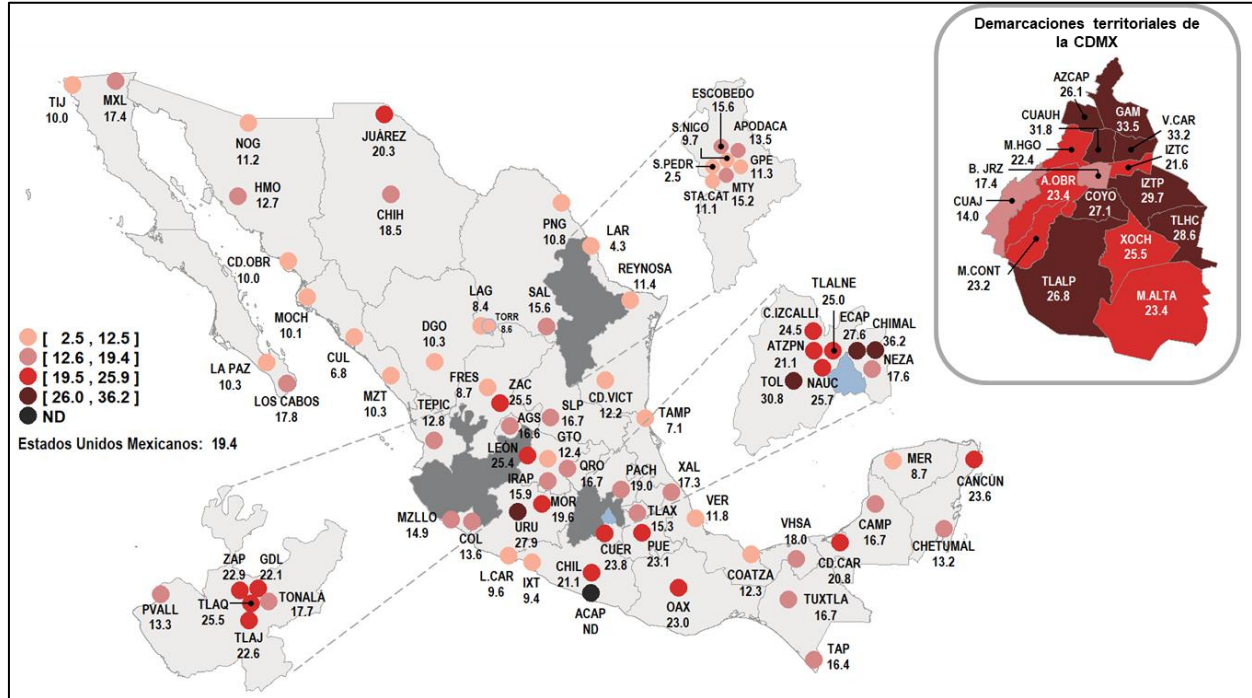 Demarcaciones territoriales de
la CDMX
AZCAP
26.1
GAM
33.5
CUAUH
31.8
V.CAR
33.2
M.HGO
22.4
IZTC
21.6
B. JRZ
17.4
A.OBR
23.4
COYO
27.1
IZTP
29.7
CUAJ
14.0
TLHC
28.6
XOCH
25.5
M.CONT
23.2
TLALP
26.8
M.ALTA
23.4
TIJ
10.0
MXL
17.4
NOG
11.2
JUÁREZ
20.3
HMO
12.7
CHIH
18.5
ESCOBEDO
15.6
S.NICO
9.7
APODACA
13.5
S.PEDR
2.5
GPE
11.3
STA.CAT
11.1
MTY
15.2
PNG
10.8
LAR
4.3
REYNOSA
11.4
CD.OBR
10.0
MOCH
10.1
LAG
8.4
TORR
8.6
SAL
15.6
DGO
10.3
CUL
6.8
LA PAZ
10.3
LOS CABOS
17.8
MZT
10.3
FRES
8.7
ZAC
25.5
CD.VICT
12.2
TLALNE
25.0
C.IZCALLI
24.5
ECAP
27.6
CHIMAL
36.2
ATZPN
21.1
NEZA
17.6
TOL
30.8
NAUC
25.7
[ 2.5 , 12.5 ]
[ 12.6 , 19.4 ]
[ 19.5 , 25.9 ]
[ 26.0 , 36.2 ]
ND
Estados Unidos Mexicanos: 19.4
TEPIC
12.8
AGS
16.6
SLP
16.7
TAMP
7.1
LEÓN
25.4
GTO
12.4
QRO
16.7
IRAP
15.9
PACH
19.0
XAL
17.3
MOR
19.6
URU
27.9
TLAX
15.3
VER
11.8
MZLLO
14.9
COL
13.6
CUER
23.8
PUE
23.1
L.CAR
9.6
IXT
9.4
CHIL
21.1
ACAP
ND
OAX
23.0
COATZA
12.3
VHSA
18.0
CD.CAR
20.8
MER
8.7
CANCÚN
23.6
CAMP
16.7
CHETUMAL
13.2
TUXTLA
16.7
TAP
16.4
ZAP
22.9
GDL
22.1
PVALL
13.3
TLAQ
25.5
TONALÁ
17.7
TLAJ
22.6